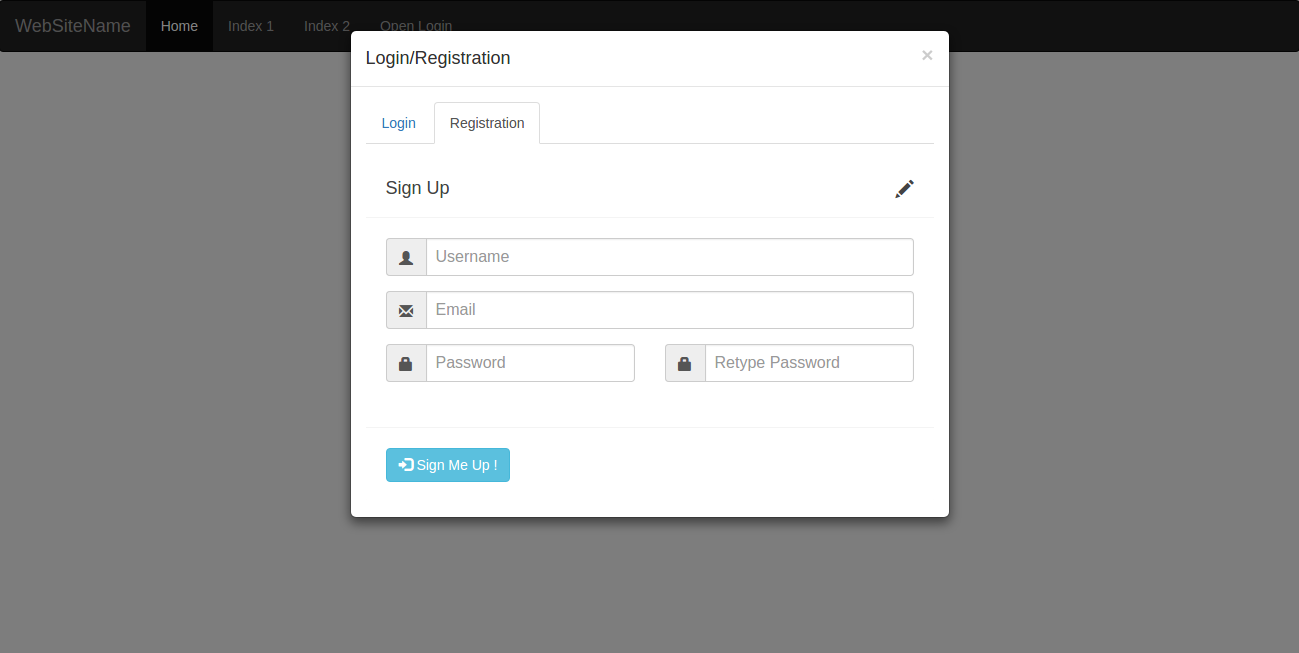 WebSiteName Home Index 1 Index 2 Open Login
Login/Registration ×
Login Registration
Sign Up
Username
Email
Password Retype Password
Sign Me Up !